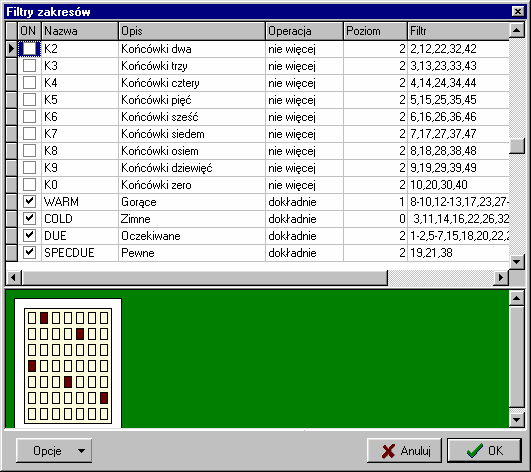 Filtry zakresów
ON Nazwa Opis Operacja Poziom Filtr
K2 Końcówki dwa nie więcej 2 2,12,22,32,42
K3 Końcówki trzy nie więcej 2 3,13,23,33,43
K4 Końcówki cztery nie więcej 2 4,14,24,34,44
K5 Końcówki pięć nie więcej 2 5,15,25,35,45
K6 Końcówki sześć nie więcej 2 6,16,26,36,46
K7 Końcówki siedem nie więcej 2 7,17,27,37,47
K8 Końcówki osiem nie więcej 2 8,18,28,38,48
K9 Końcówki dziewięć nie więcej 2 9,19,29,39,49
K0 Końcówki zero nie więcej 2 10,20,30,40
WARM Gorące dokładnie 1 8-10,12-13,17,23,27-
COLD Zimne dokładnie 0 3,11,14,16,22,26,32
DUE Oczekiwane dokładnie 2 1-2,5-7,15,18,20,22,2
SPECDUE Pewne dokładnie 2 19,21,38
Opcje Anuluj OK